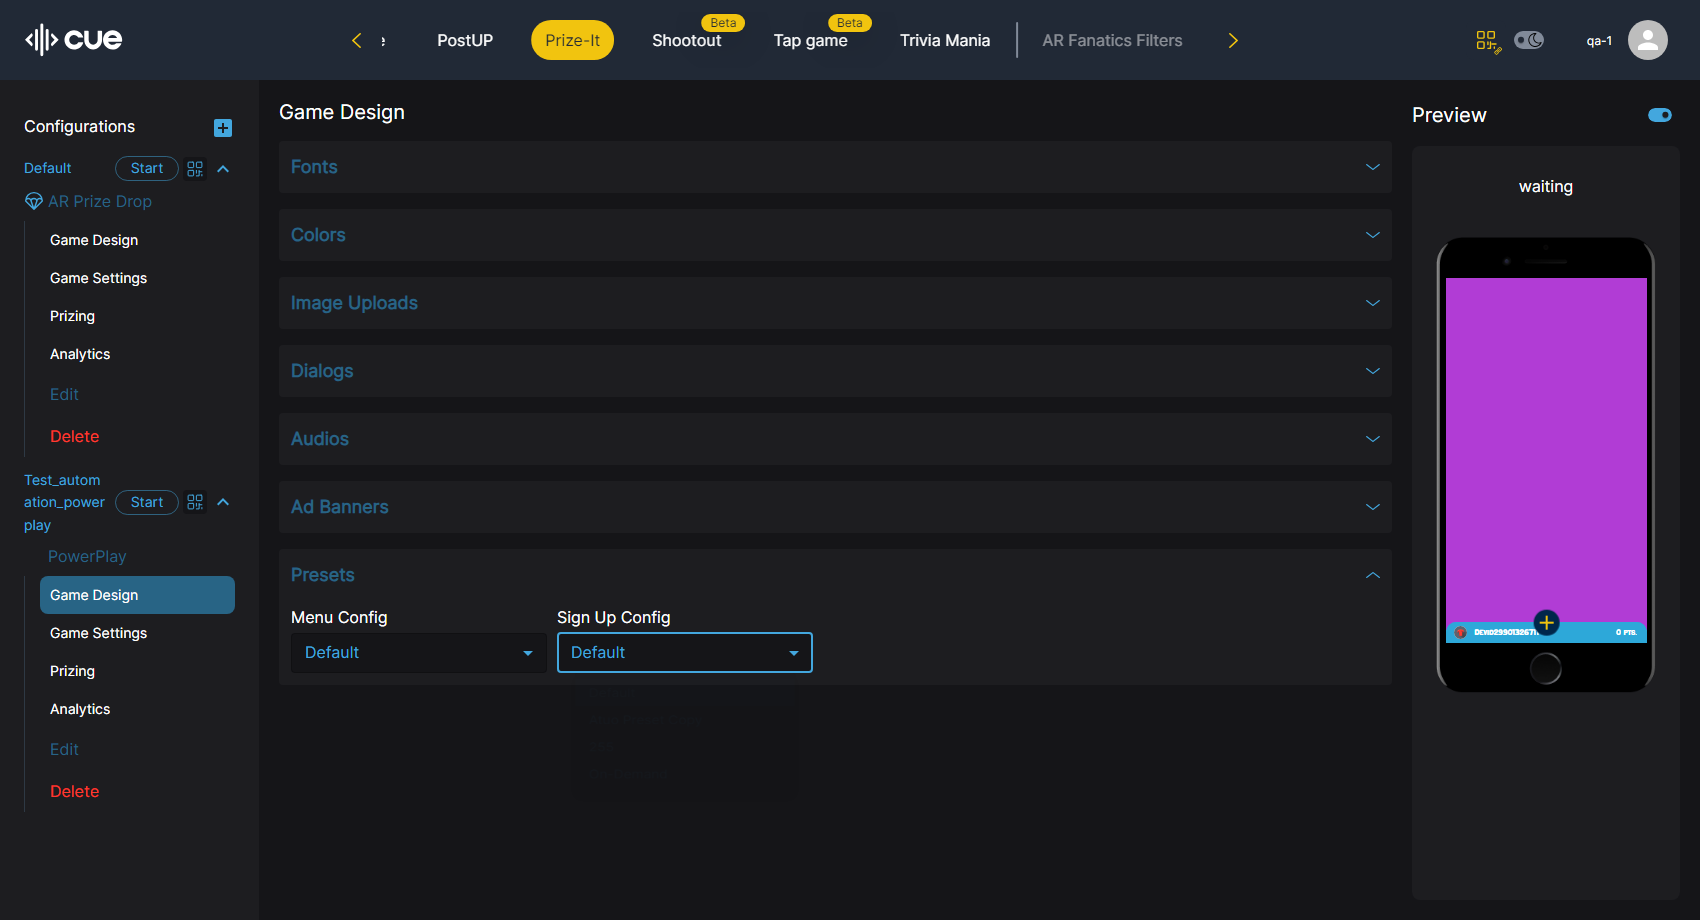 cue
PostUP
Prize-It
Beta
Shootout
Beta
Tap game
Trivia Mania
AR Fanatics Filters
qa-1
Configurations
Default
Start
AR Prize Drop
Game Design
Game Settings
Prizing
Analytics
Edit
Delete
Test_autom
ation_power
play
Start
PowerPlay
Game Design
Game Settings
Prizing
Analytics
Edit
Delete
Game Design
Fonts
Colors
Image Uploads
Dialogs
Audios
Ad Banners
Presets
Menu Config
Sign Up Config
Default
Default
Preview
waiting
0 PTS.